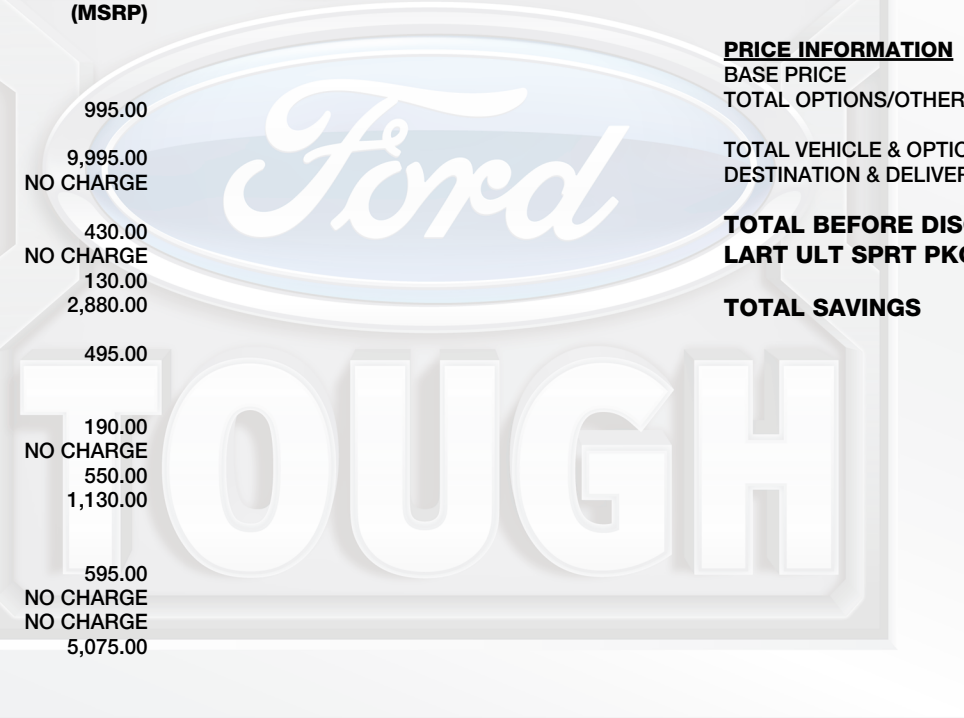 (MSRP)
995.00
9,995.00
NO CHARGE
430.00
NO CHARGE
130.00
2,880.00
495.00
190.00
NO CHARGE
550.00
1,130.00
595.00
NO CHARGE
NO CHARGE
5,075.00
Ford
TOUGH
PRICE INFORMATION
BASE PRICE
TOTAL OPTIONS/OTHER
TOTAL VEHICLE & OPTIO
DESTINATION & DELIVER
TOTAL BEFORE DIS
LART ULT SPRT PK
TOTAL SAVINGS